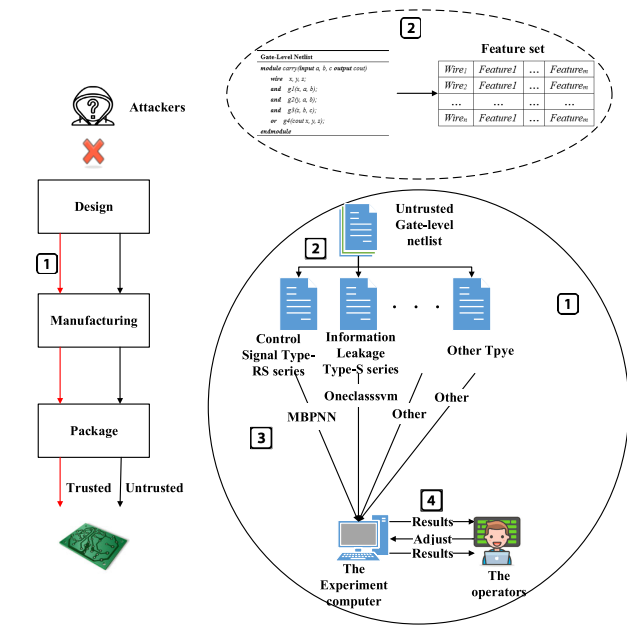 2
Gate-Level Netlist
module carry(input a, b, c output cout)
wire x, y, z;
and g1(x, a, b);
and g2(y, a, b);
and g3(z, b, c);
or g4(cout x, y, z);
endmodule
Feature set
Wire1 Feature1 ... Featurem
Wire2 Feature1 ... Featurem
... ... ... ...
Wiren Feature1 ... Featurem
Attackers
Design
1
Manufacturing
Package
Trusted
Untrusted
Untrusted
Gate-level
netlist
2
1
. . .
Control
Signal Type-
RS series
Information
Leakage
Type-S series
Other Tpye
MBPNN
Oneclasssvm
Other
Other
3
4
Results
Adjust
Results
The
Experiment
computer
The
operators